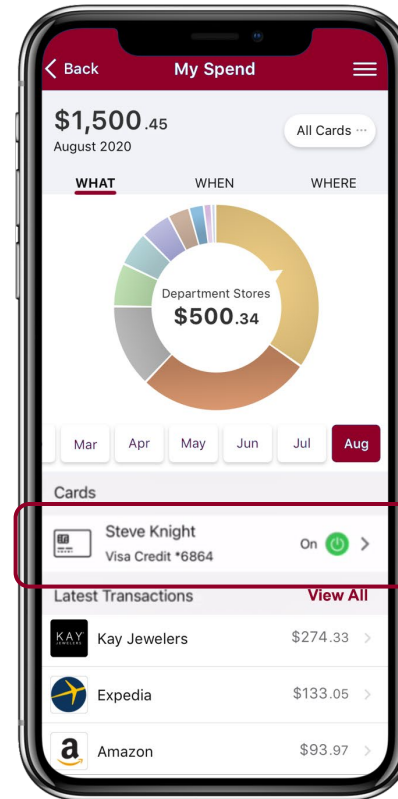 Back My Spend
$1,500.45 All Cards ···
August 2020
WHAT WHEN WHERE
Department Stores
$500.34
Mar Apr May Jun Jul Aug
Cards
Steve Knight
Visa Credit *6864 On
Latest Transactions View All
KAY
JEWELERS
Kay Jewelers $274.33
Expedia $133.05
a Amazon $93.97